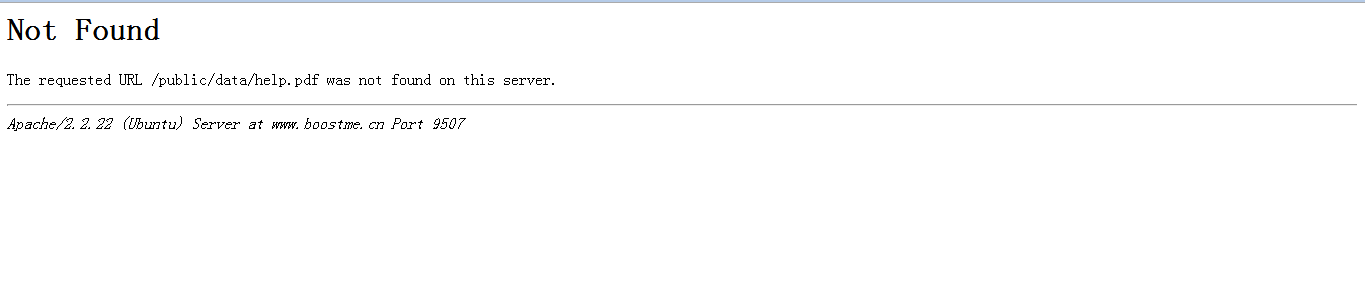 Not Found
The requested URL /public/data/help.pdf was not found on this server.
Apache/2.2.22 (Ubuntu) Server at www.boostme.cn Port 9507